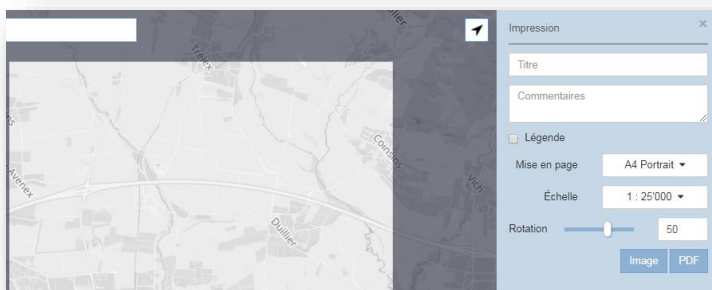 Impression
×
Titre
Commentaires
Légende
Mise en page A4 Portrait
Échelle 1 : 25'000
Rotation 50
Image PDF
Trélex
Coinsins
Vich
Avenex
Duillier